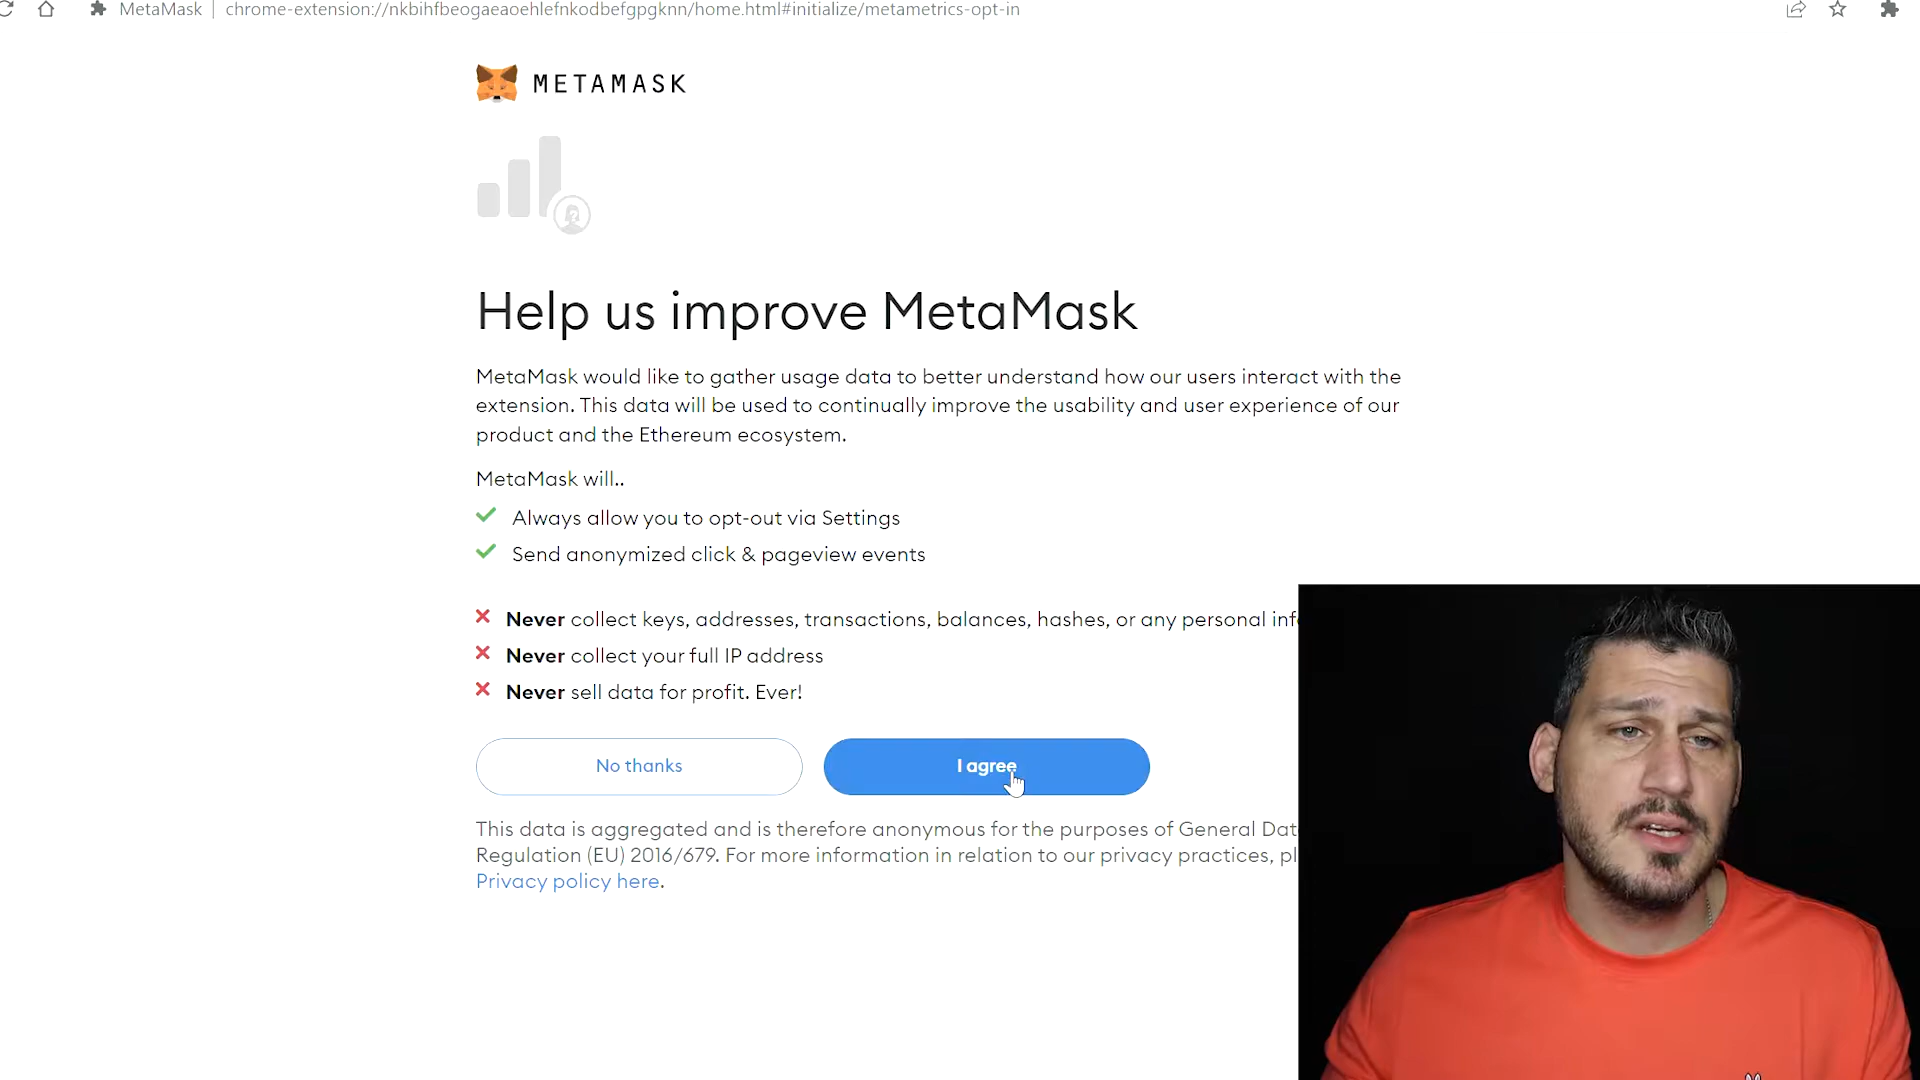 MetaMask | chrome-extension://nkbihfbeogaeaoehlefnkodbefgpgknn/home.html#initialize/metametrics-opt-in
METAMASK
Help us improve MetaMask
MetaMask would like to gather usage data to better understand how our users interact with the
extension. This data will be used to continually improve the usability and user experience of our
product and the Ethereum ecosystem.
MetaMask will..
Always allow you to opt-out via Settings
Send anonymized click & pageview events
Never collect keys, addresses, transactions, balances, hashes, or any personal
Never collect your full IP address
Never sell data for profit. Ever!
No thanks
I agree
This data is aggregated and is therefore anonymous for the purposes of General
Regulation (EU) 2016/679. For more information in relation to our privacy practices,
Privacy policy here.